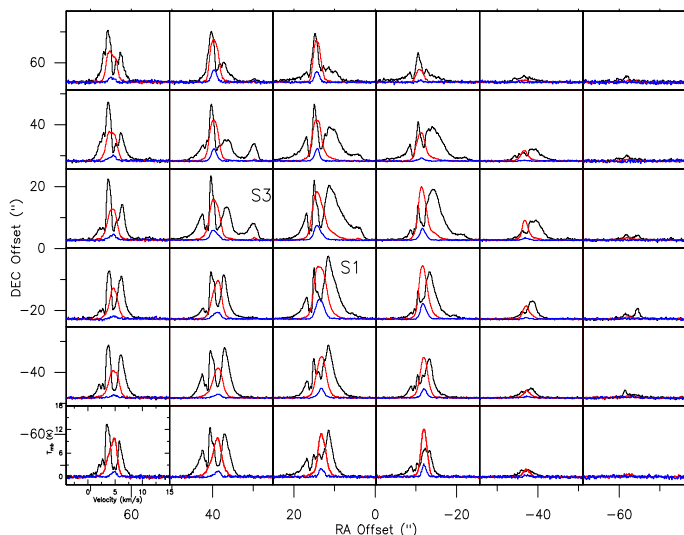 60
40
20
S3
0
S1
−20
−40
−60
18
12
6
0
T_mb (K)
0 5 10 15
Velocity (km/s)
60 40 20 0 −20 −40 −60
RA Offset (")
DEC Offset (")